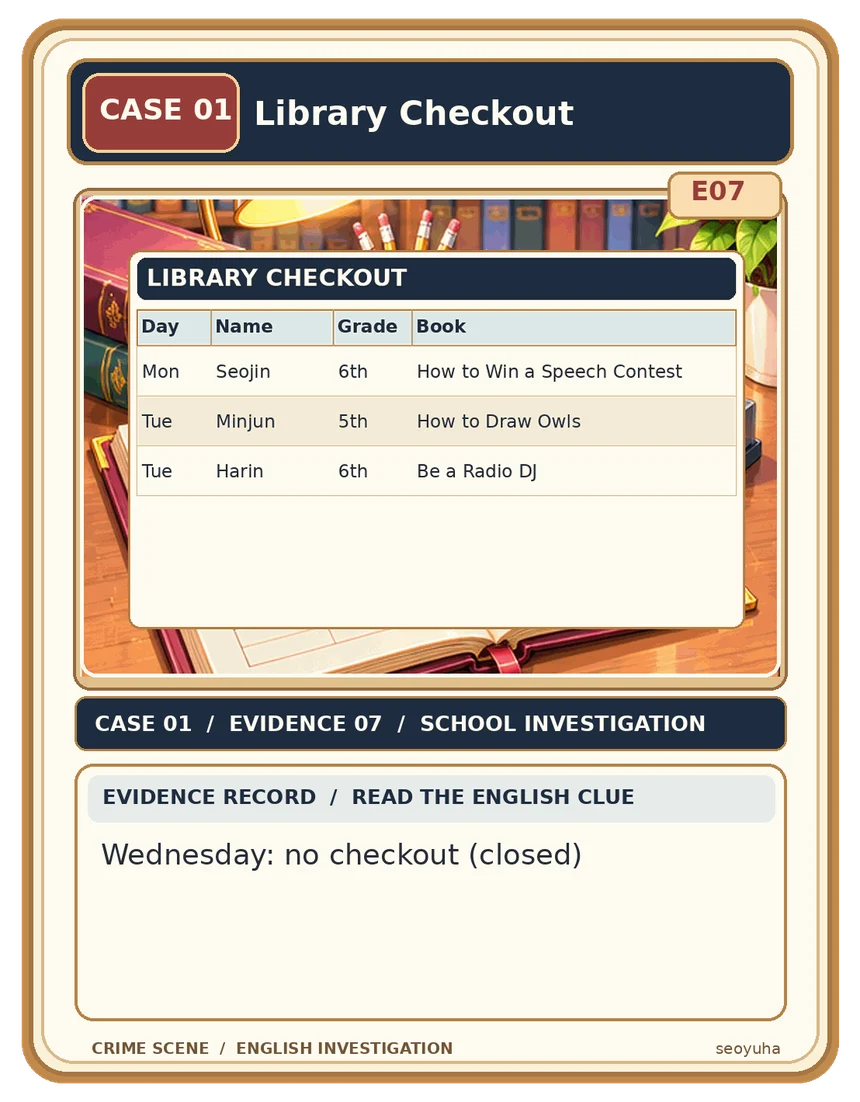 CASE 01 Library Checkout
E07
LIBRARY CHECKOUT
Day Name Grade Book
Mon Seojin 6th How to Win a Speech Contest
Tue Minjun 5th How to Draw Owls
Tue Harin 6th Be a Radio DJ
CASE 01 / EVIDENCE 07 / SCHOOL INVESTIGATION
EVIDENCE RECORD / READ THE ENGLISH CLUE
Wednesday: no checkout (closed)
CRIME SCENE / ENGLISH INVESTIGATION seoyuha